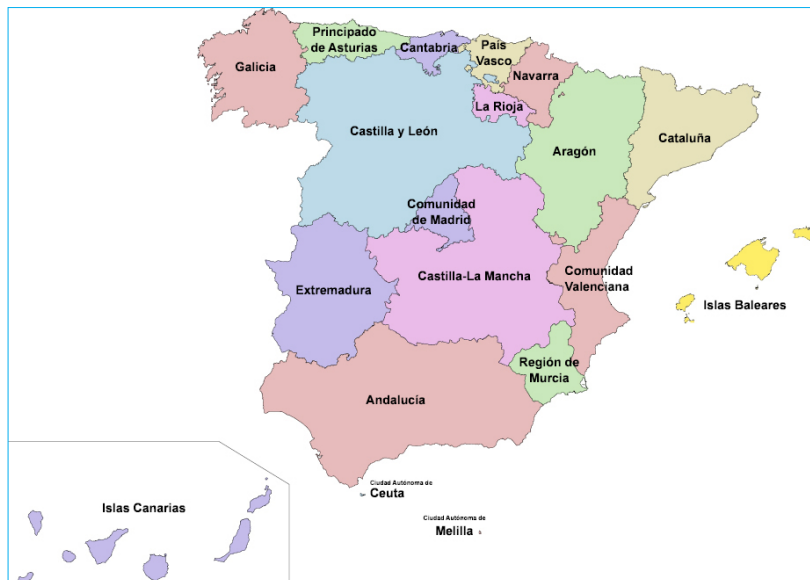 Principado
de Asturias
Cantabria
País
Vasco
Galicia
Navarra
La Rioja
Castilla y León
Cataluña
Aragón
Comunidad
de Madrid
Comunidad
Valenciana
Castilla-La Mancha
Extremadura
Islas Baleares
Región de
Murcia
Andalucía
Ciudad Autónoma de
Ceuta
Islas Canarias
Ciudad Autónoma de
Melilla